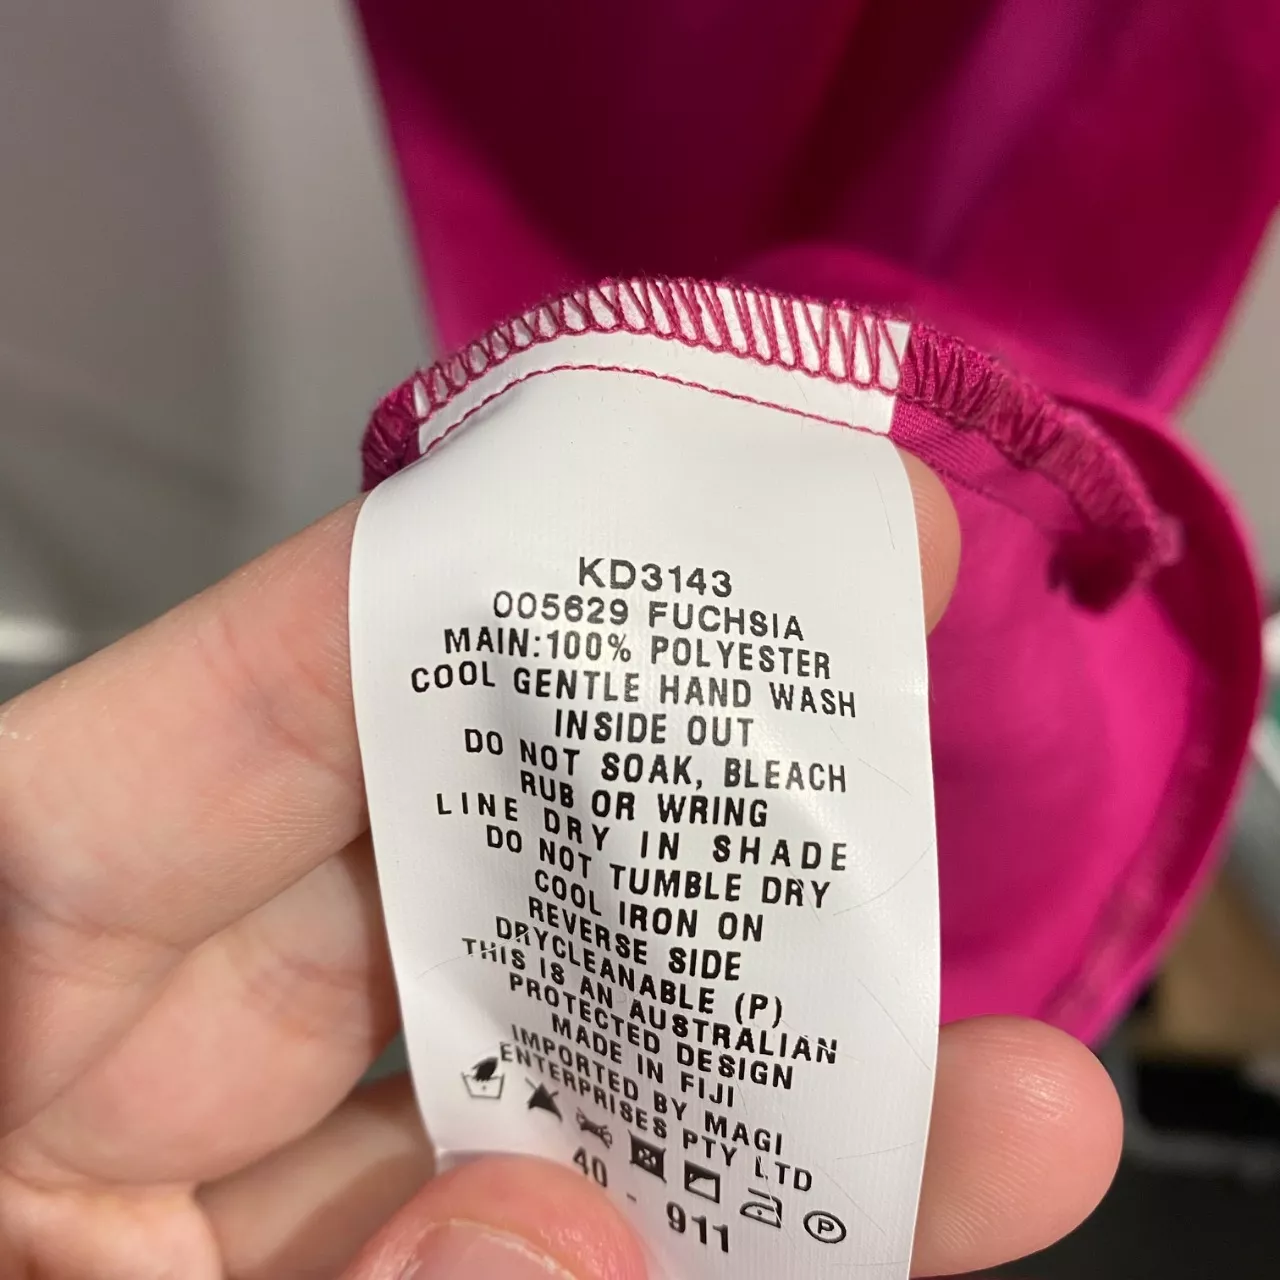 KD3143
005629 FUCHSIA
MAIN:100% POLYESTER
COOL GENTLE HAND WASH
INSIDE OUT
DO NOT SOAK, BLEACH
RUB OR WRING
LINE DRY IN SHADE
DO NOT TUMBLE DRY
COOL IRON ON
REVERSE SIDE
DRYCLEANABLE (P)
THIS IS AN AUSTRALIAN
PROTECTED DESIGN
MADE IN FIJI
IMPORTED BY MAGI
ENTERPRISES PTY LTD
P
40 - 911